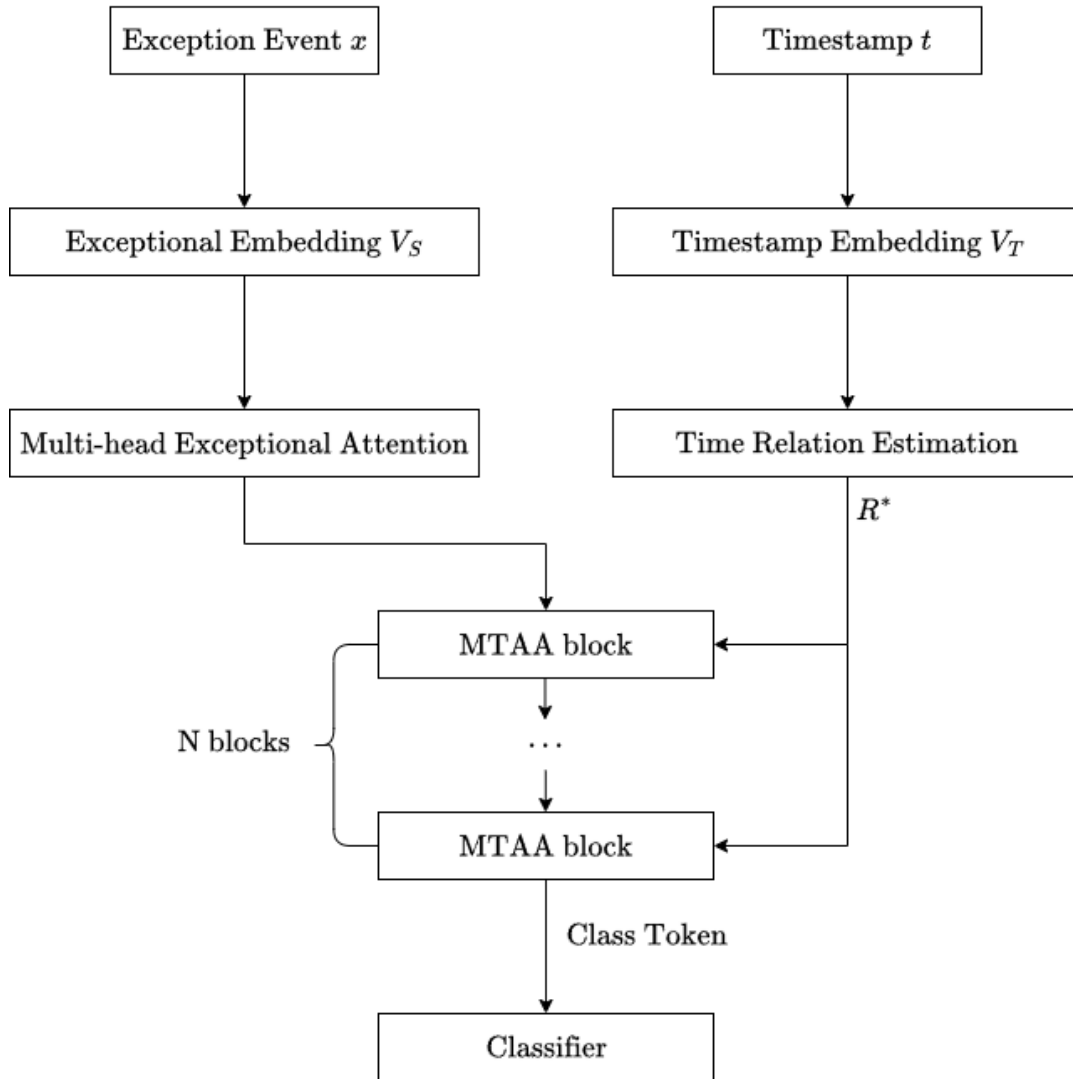 Exception Event x
Timestamp t
Exceptional Embedding V_S
Timestamp Embedding V_T
Multi-head Exceptional Attention
Time Relation Estimation
R*
MTAA block
N blocks
...
MTAA block
Class Token
Classifier